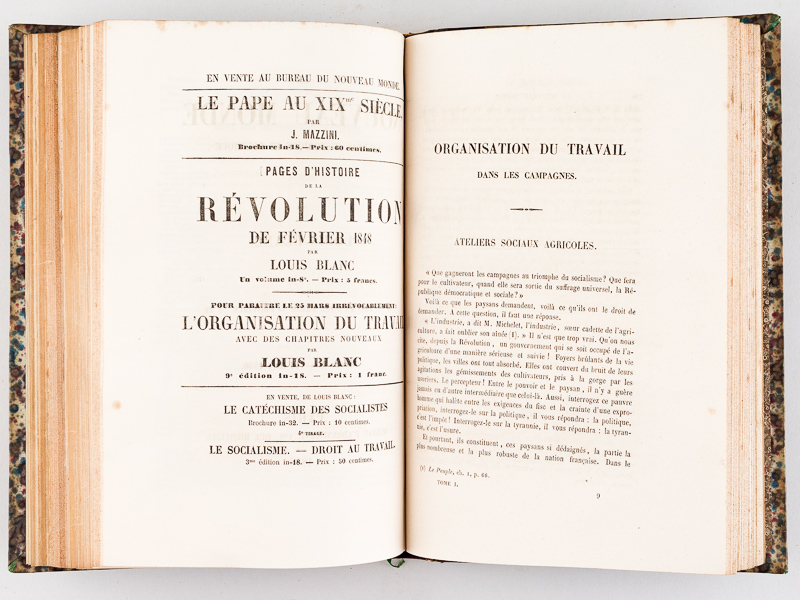 EN VENTE AU BUREAU DU NOUVEAU MONDE.
LE PAPE AU XIXme SIÈCLE,
PAR
J. MAZZINI.
Brochure in-18.—Prix : 60 centimes.
PAGES D'HISTOIRE
DE LA
RÉVOLUTION
DE FÉVRIER 1848
PAR
LOUIS BLANC
Un volume in-8º. — Prix : 5 francs.
POUR PARAITRE LE 25 MARS IRRÉVOCABLEMENT:
L'ORGANISATION DU TRAVAIL
AVEC DES CHAPITRES NOUVEAUX
PAR
LOUIS BLANC
9e édition in-18. — Prix : 1 franc.
EN VENTE, DE LOUIS BLANC:
LE CATÉCHISME DES SOCIALISTES
Brochure in-32. — Prix : 10 centimes.
5e TIRAGE.
LE SOCIALISME. — DROIT AU TRAVAIL.
3me édition in-18. — Prix : 50 centimes.
ORGANISATION DU TRAVAIL
DANS LES CAMPAGNES.
ATELIERS SOCIAUX AGRICOLES.
« Que gagneront les campagnes au triomphe du socialisme? Que fera
pour le cultivateur, quand elle sera sortie du suffrage universel, la Ré-
publique démocratique et sociale? »
Voilà ce que les paysans demandent, voilà ce qu'ils ont le droit de
demander. A cette question, il faut une réponse.
« L'industrie, a dit M. Michelet, l'industrie, sœur cadette de l'agri-
culture, a fait oublier son aînée (1). » Il n'est que trop vrai. Qu'on nous
cite, depuis la Révolution, un gouvernement qui se soit occupé de l'a-
griculture d'une manière sérieuse et suivie! Foyers brûlants de la vie
politique, les villes ont tout absorbé. Elles ont couvert du bruit de leurs
agitations les gémissements des cultivateurs, pris à la gorge par les
usuriers. Le percepteur! Entre le pouvoir et le paysan, il n'y a guère
jamais eu d'autre intermédiaire que celui-là. Aussi, interrogez ce pauvre
homme qui halète entre les exigences du fisc et la crainte d'une expro-
priation, interrogez-le sur la politique, il vous répondra : la politique,
c'est l'impôt! Interrogez-le sur la tyrannie, il vous répondra : la tyran-
nie, c'est l'usure.
Et pourtant, ils constituent, ces paysans si dédaignés, la partie la
plus nombreuse et la plus robuste de la nation française. Dans le
(1) Le Peuple, ch. 1, p. 66.
TOME I.
9